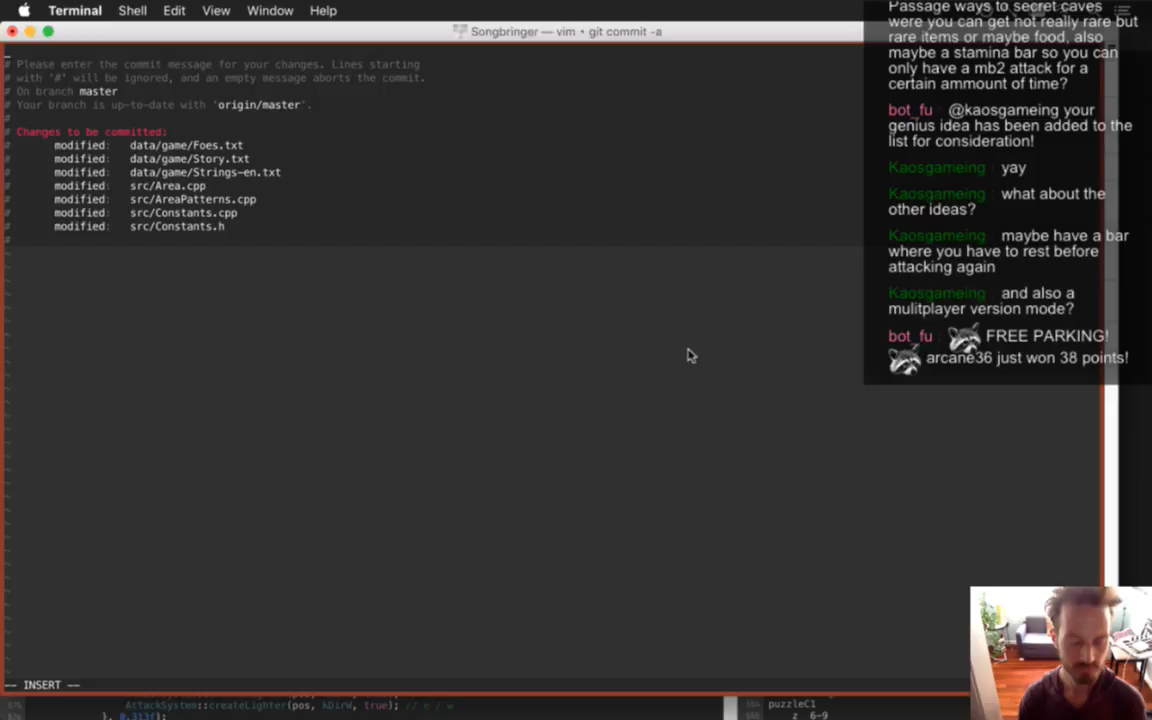 Terminal Shell Edit View Window Help
Songbringer — vim • git commit -a
# Please enter the commit message for your changes. Lines starting
# with '#' will be ignored, and an empty message aborts the commit.
# On branch master
# Your branch is up-to-date with 'origin/master'.
#
# Changes to be committed:
# modified: data/game/Foes.txt
# modified: data/game/Story.txt
# modified: data/game/Strings-en.txt
# modified: src/Area.cpp
# modified: src/AreaPatterns.cpp
# modified: src/Constants.cpp
# modified: src/Constants.h
#
-- INSERT --
AttackSystem::createLighter(pos, kDirW, true); // e / w
}, 0.313f);
puzzleC1
z 6-9
Passage ways to secret caves
were you can get not really rare but
rare items or maybe food, also
maybe a stamina bar so you can
only have a mb2 attack for a
certain ammount of time?
bot_fu : @kaosgameing your
genius idea has been added to the
list for consideration!
Kaosgameing : yay
Kaosgameing : what about the
other ideas?
Kaosgameing : maybe have a bar
where you have to rest before
attacking again
Kaosgameing : and also a
mulitplayer version mode?
bot_fu : FREE PARKING!
arcane36 just won 38 points!